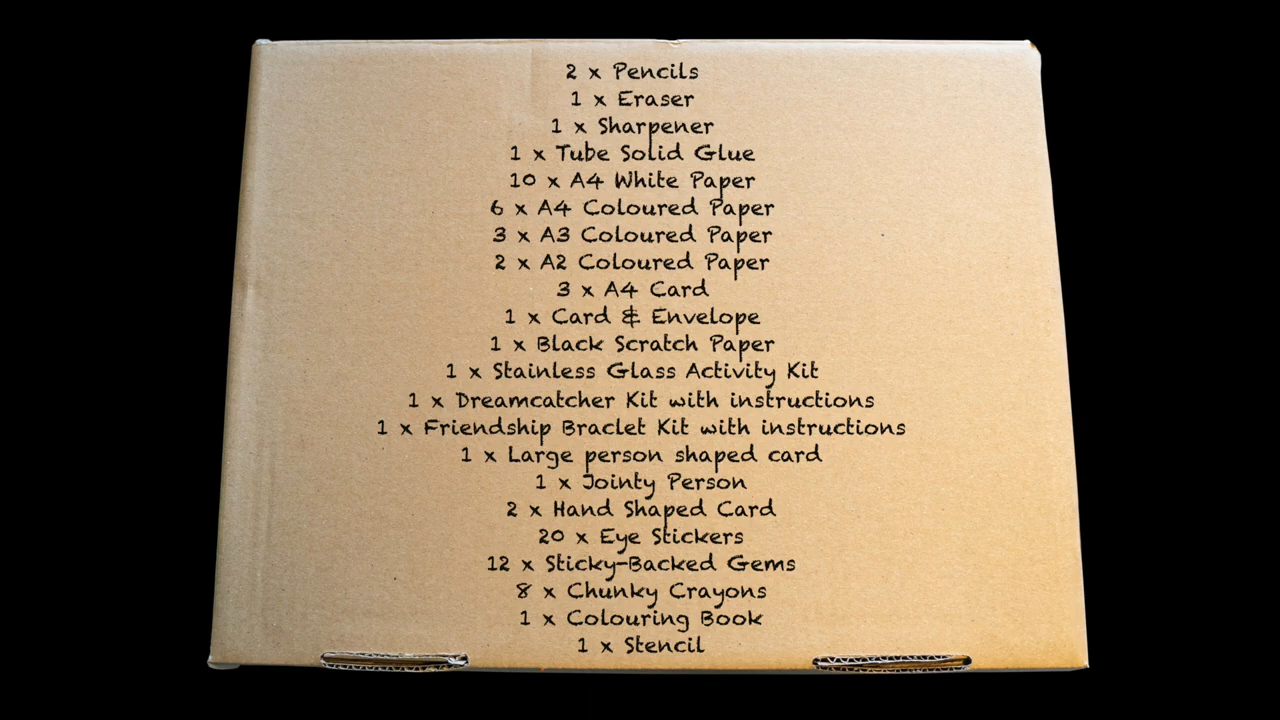 2 x Pencils
1 x Eraser
1 x Sharpener
1 x Tube Solid Glue
10 x A4 White Paper
6 x A4 Coloured Paper
3 x A3 Coloured Paper
2 x A2 Coloured Paper
3 x A4 Card
1 x Card & Envelope
1 x Black Scratch Paper
1 x Stainless Glass Activity Kit
1 x Dreamcatcher Kit with instructions
1 x Friendship Braclet Kit with instructions
1 x Large person shaped card
1 x Jointy Person
2 x Hand Shaped Card
20 x Eye Stickers
12 x Sticky-Backed Gems
8 x Chunky Crayons
1 x Colouring Book
1 x Stencil